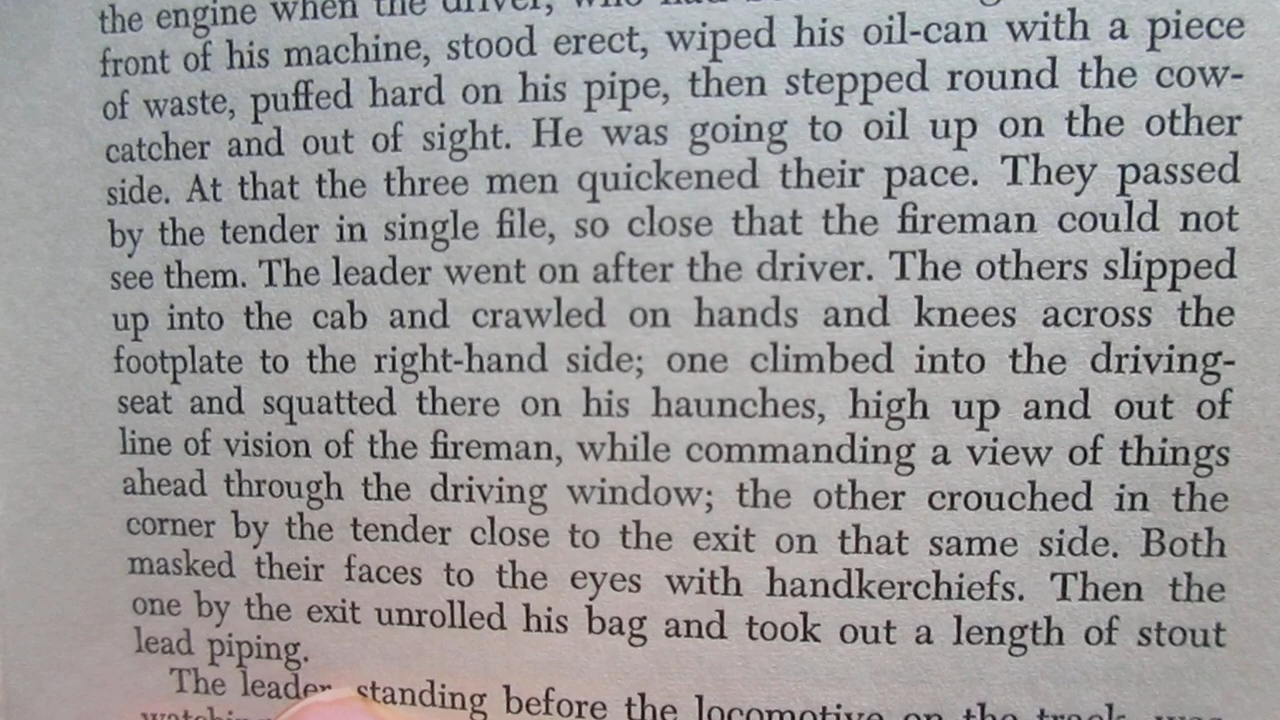 the engine when the driver, who had
front of his machine, stood erect, wiped his oil-can with a piece
of waste, puffed hard on his pipe, then stepped round the cow-
catcher and out of sight. He was going to oil up on the other
side. At that the three men quickened their pace. They passed
by the tender in single file, so close that the fireman could not
see them. The leader went on after the driver. The others slipped
up into the cab and crawled on hands and knees across the
footplate to the right-hand side; one climbed into the driving-
seat and squatted there on his haunches, high up and out of
line of vision of the fireman, while commanding a view of things
ahead through the driving window; the other crouched in the
corner by the tender close to the exit on that same side. Both
masked their faces to the eyes with handkerchiefs. Then the
one by the exit unrolled his bag and took out a length of stout
lead piping.
The leader, standing before the locomotive on the track, was